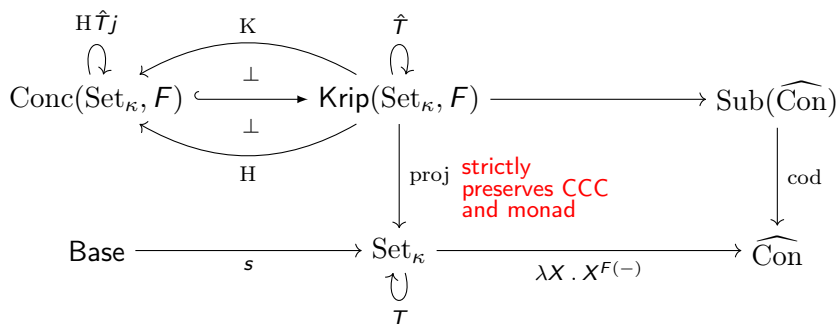 HT̂j K T̂
⊥
Conc(Set_κ, F) Krip(Set_κ, F) Sub(Ĉon)
⊥
H
proj strictly cod
preserves CCC
and monad
Base Set_κ Ĉon
s λX . X^{F(−)}
T